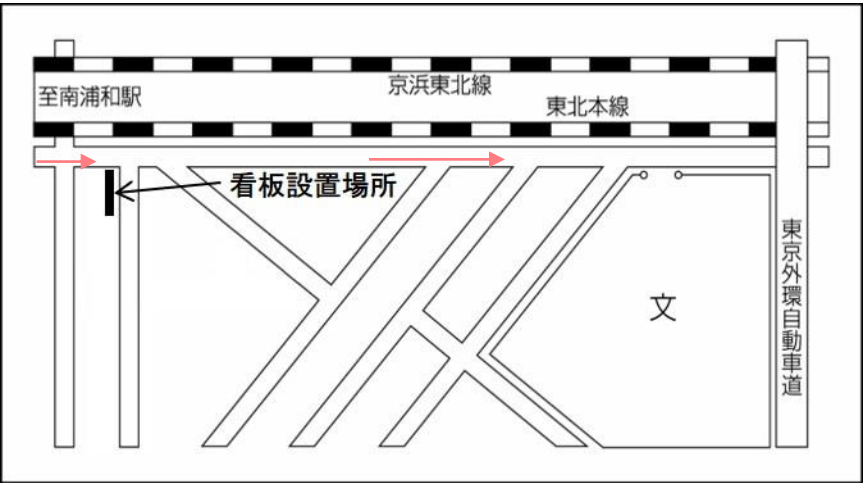 京浜東北線
至南浦和駅
東北本線
看板設置場所
文
東京外環自動車道